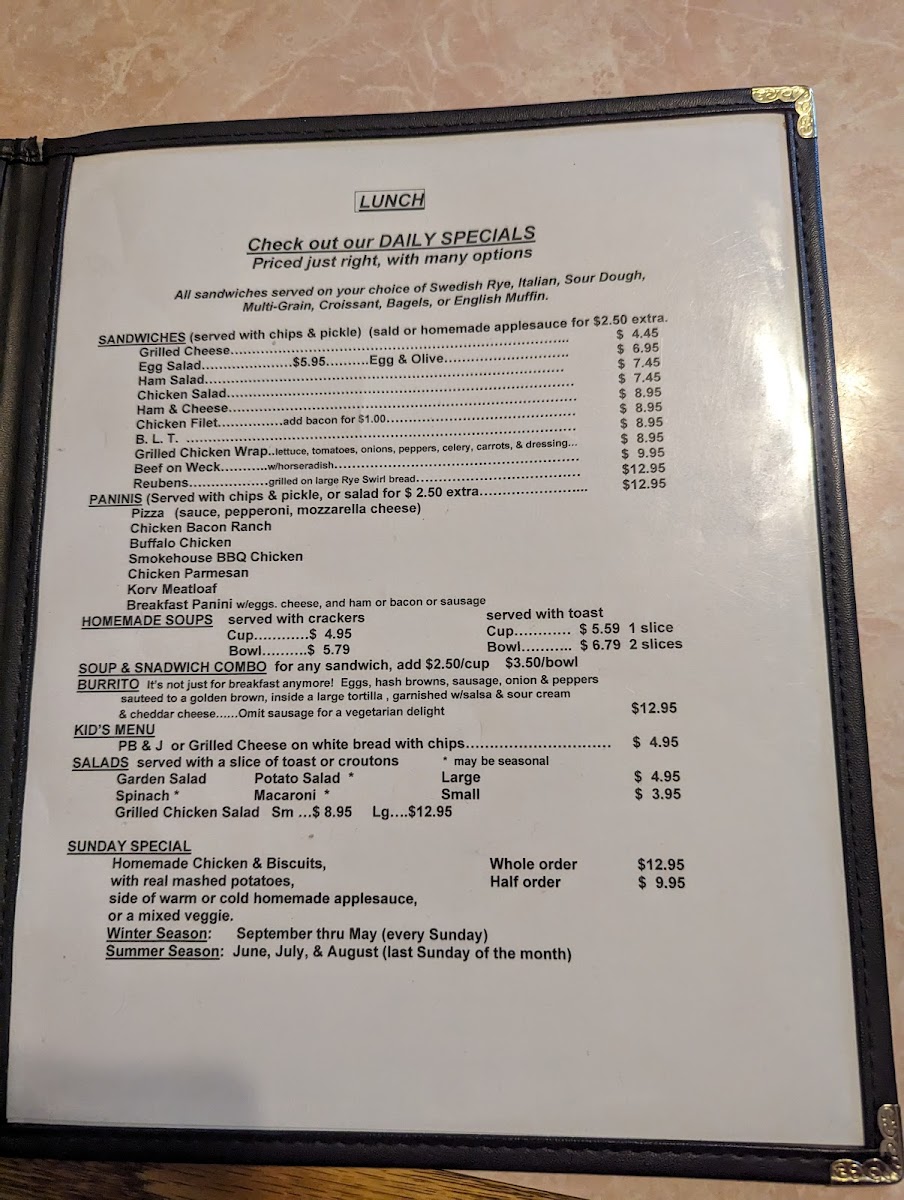 LUNCH
Check out our DAILY SPECIALS
Priced just right, with many options
All sandwiches served on your choice of Swedish Rye, Italian, Sour Dough,
Multi-Grain, Croissant, Bagels, or English Muffin.
SANDWICHES (served with chips & pickle) (sald or homemade applesauce for $2.50 extra.
Grilled Cheese.......... $ 4.45
Egg Salad..........$5.95..........Egg & Olive.......... $ 6.95
Ham Salad.......... $ 7.45
Chicken Salad.......... $ 7.45
Ham & Cheese.......... $ 8.95
Chicken Filet..........add bacon for $1.00.......... $ 8.95
B. L. T. .......... $ 8.95
Grilled Chicken Wrap..lettuce, tomatoes, onions, peppers, celery, carrots, & dressing... $ 8.95
Beef on Weck..........w/horseradish.......... $ 9.95
Reubens..........grilled on large Rye Swirl bread.......... $12.95
PANINIS (Served with chips & pickle, or salad for $ 2.50 extra.......... $12.95
Pizza (sauce, pepperoni, mozzarella cheese)
Chicken Bacon Ranch
Buffalo Chicken
Smokehouse BBQ Chicken
Chicken Parmesan
Korv Meatloaf
Breakfast Panini w/eggs. cheese, and ham or bacon or sausage
HOMEMADE SOUPS served with crackers served with toast
Cup...........$ 4.95 Cup............ $ 5.59 1 slice
Bowl..........$ 5.79 Bowl........... $ 6.79 2 slices
SOUP & SNADWICH COMBO for any sandwich, add $2.50/cup $3.50/bowl
BURRITO It's not just for breakfast anymore! Eggs, hash browns, sausage, onion & peppers
sauteed to a golden brown, inside a large tortilla , garnished w/salsa & sour cream
& cheddar cheese......Omit sausage for a vegetarian delight $12.95
KID'S MENU
PB & J or Grilled Cheese on white bread with chips.......... $ 4.95
SALADS served with a slice of toast or croutons * may be seasonal
Garden Salad Potato Salad * Large $ 4.95
Spinach * Macaroni * Small $ 3.95
Grilled Chicken Salad Sm ...$ 8.95 Lg....$12.95
SUNDAY SPECIAL
Homemade Chicken & Biscuits, Whole order $12.95
with real mashed potatoes, Half order $ 9.95
side of warm or cold homemade applesauce,
or a mixed veggie.
Winter Season: September thru May (every Sunday)
Summer Season: June, July, & August (last Sunday of the month)